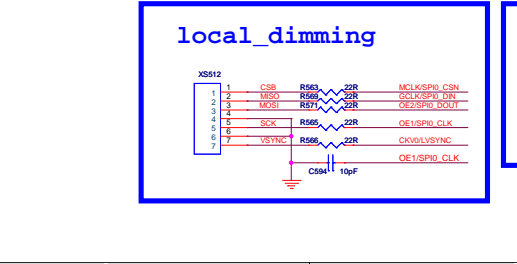 local_dimming
XS512
1 1 CSB R563 22R MCLK/SPI0_CSN
2 2 MISO R569 22R GCLK/SPI0_DIN
3 3 MOSI R571 22R OE2/SPI0_DOUT
4 4
5 5 SCK R565 22R OE1/SPI0_CLK
6 6
7 7 VSYNC R566 22R CKV0/LVSYNC
OE1/SPI0_CLK
C594 10pF